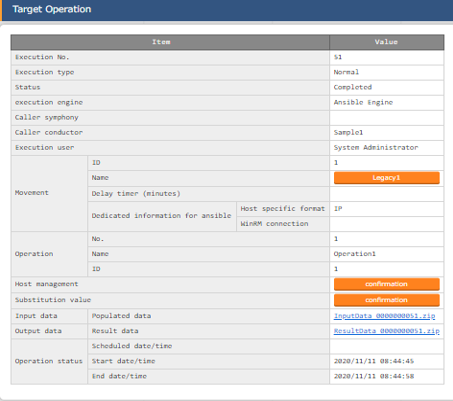 Target Operation
Item Value
Execution No. 51
Execution type Normal
Status Completed
execution engine Ansible Engine
Caller symphony
Caller conductor Sample1
Execution user System Administrator
Movement
ID 1
Name Legacy1
Delay timer (minutes)
Dedicated information for ansible
Host specific format IP
WinRM connection
Operation
No. 1
Name Operation1
ID 1
Host management confirmation
Substitution value confirmation
Input data Populated data InputData_0000000051.zip
Output data Result data ResultData_0000000051.zip
Operation status
Scheduled date/time
Start date/time 2020/11/11 08:44:45
End date/time 2020/11/11 08:44:58